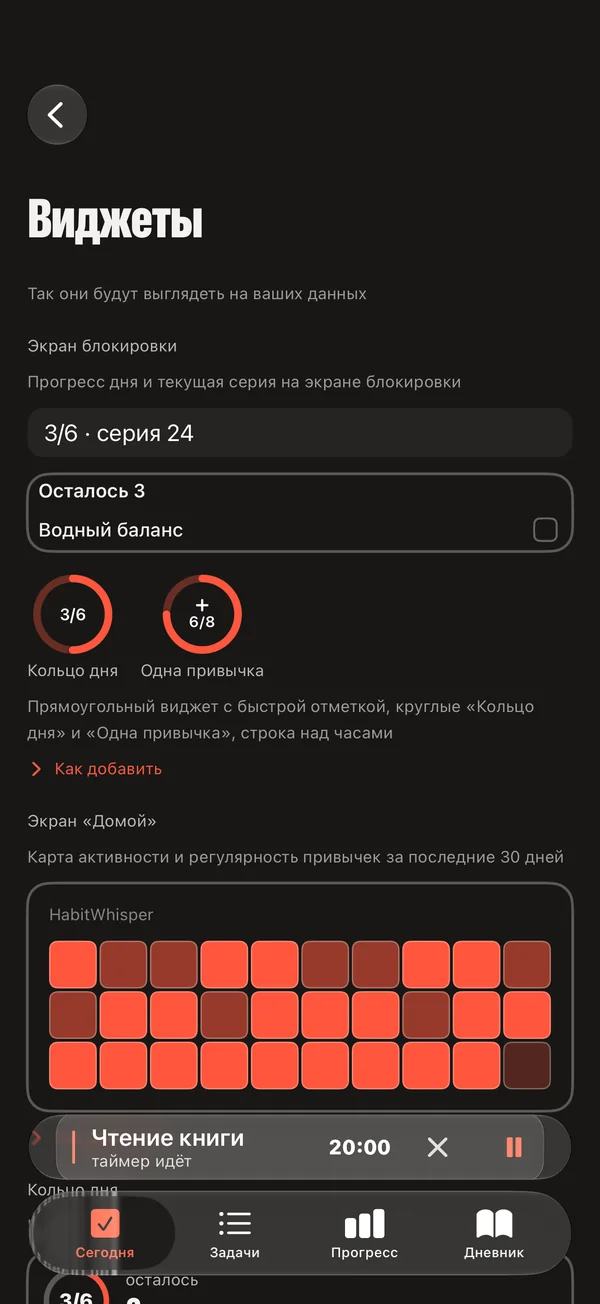 Виджеты
Так они будут выглядеть на ваших данных
Экран блокировки
Прогресс дня и текущая серия на экране блокировки
3/6 · серия 24
Осталось 3
Водный баланс
3/6
+
6/8
Кольцо дня
Одна привычка
Прямоугольный виджет с быстрой отметкой, круглые «Кольцо
дня» и «Одна привычка», строка над часами
Как добавить
Экран «Домой»
Карта активности и регулярность привычек за последние 30 дней
HabitWhisper
Чтение книги
20:00
таймер идёт
Кольцо дня
Сегодня
Задачи
Прогресс
Дневник
осталось
3/6